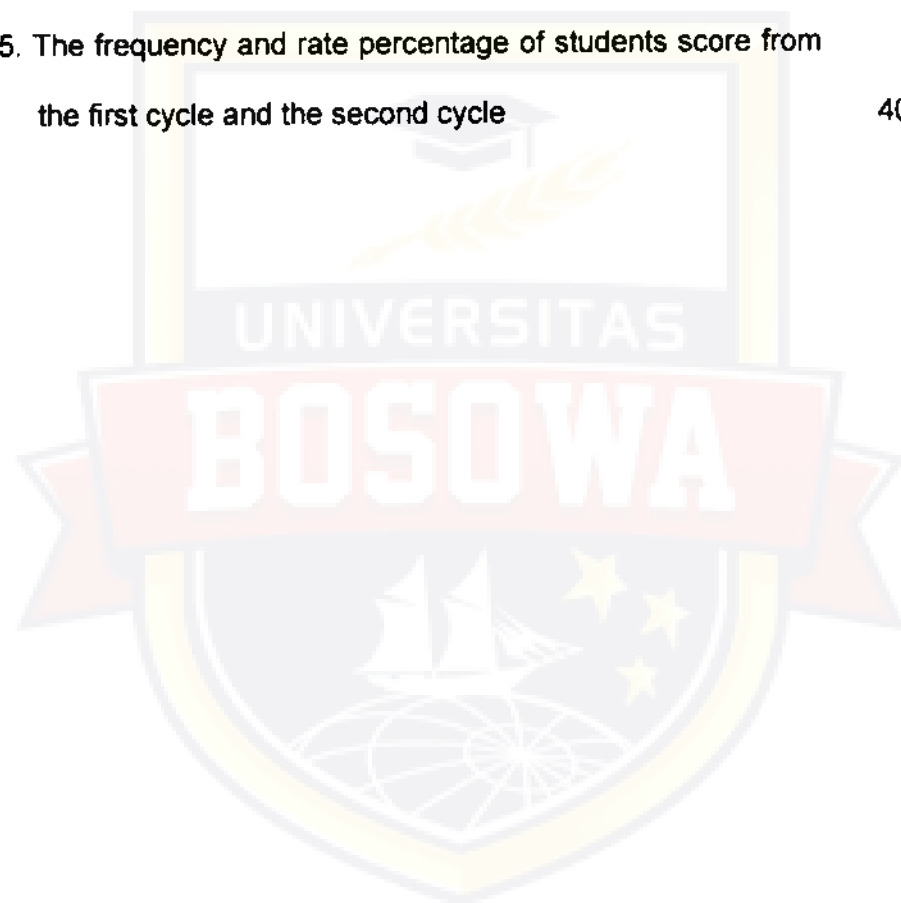 5. The frequency and rate percentage of students score from
the first cycle and the second cycle 40
UNIVERSITAS
BOSOWA